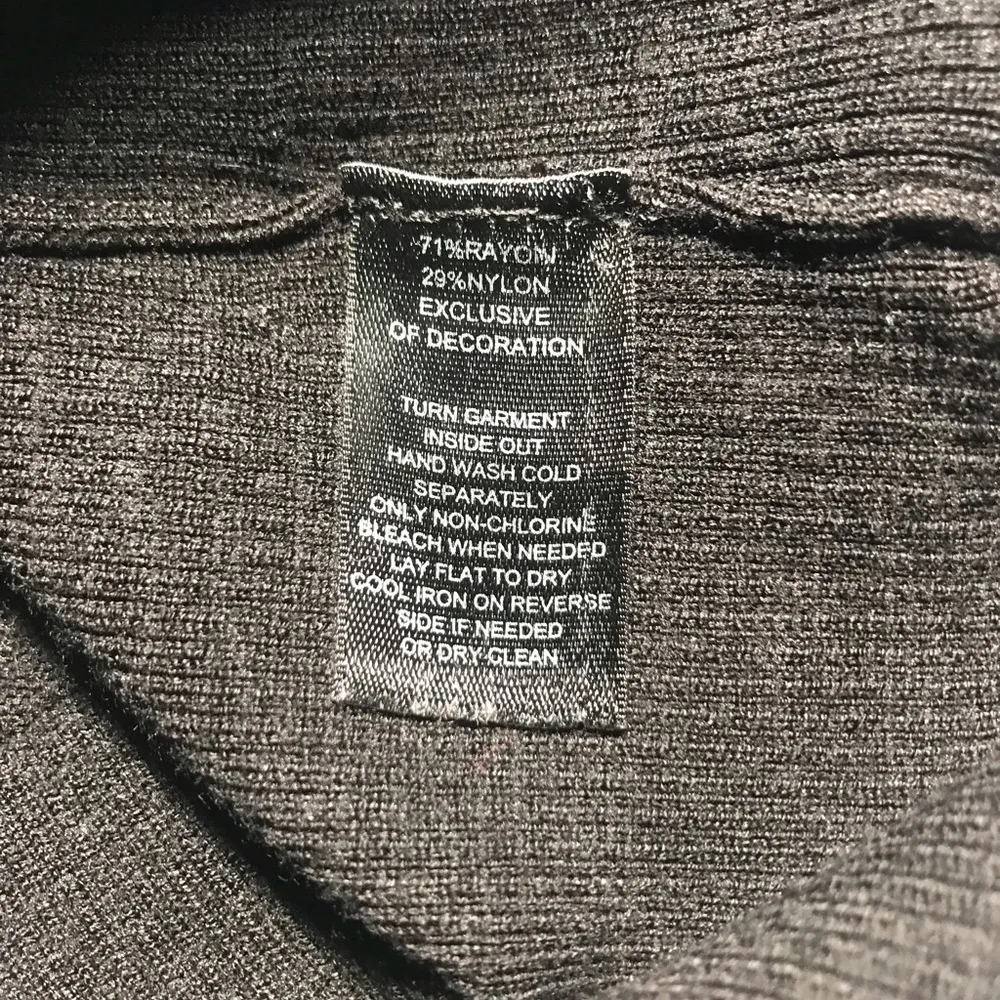 71%RAYON
29%NYLON
EXCLUSIVE
OF DECORATION
TURN GARMENT
INSIDE OUT
HAND WASH COLD
SEPARATELY
ONLY NON-CHLORINE
BLEACH WHEN NEEDED
LAY FLAT TO DRY
COOL IRON ON REVERSE
SIDE IF NEEDED
OR DRY-CLEAN